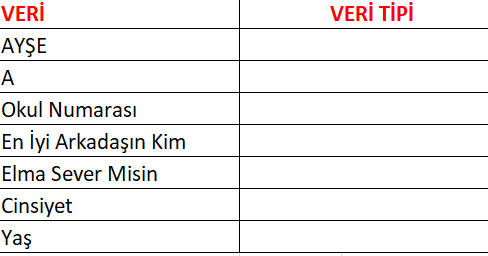 VERİ VERİ TİPİ
AYŞE
A
Okul Numarası
En İyi Arkadaşın Kim
Elma Sever Misin
Cinsiyet
Yaş